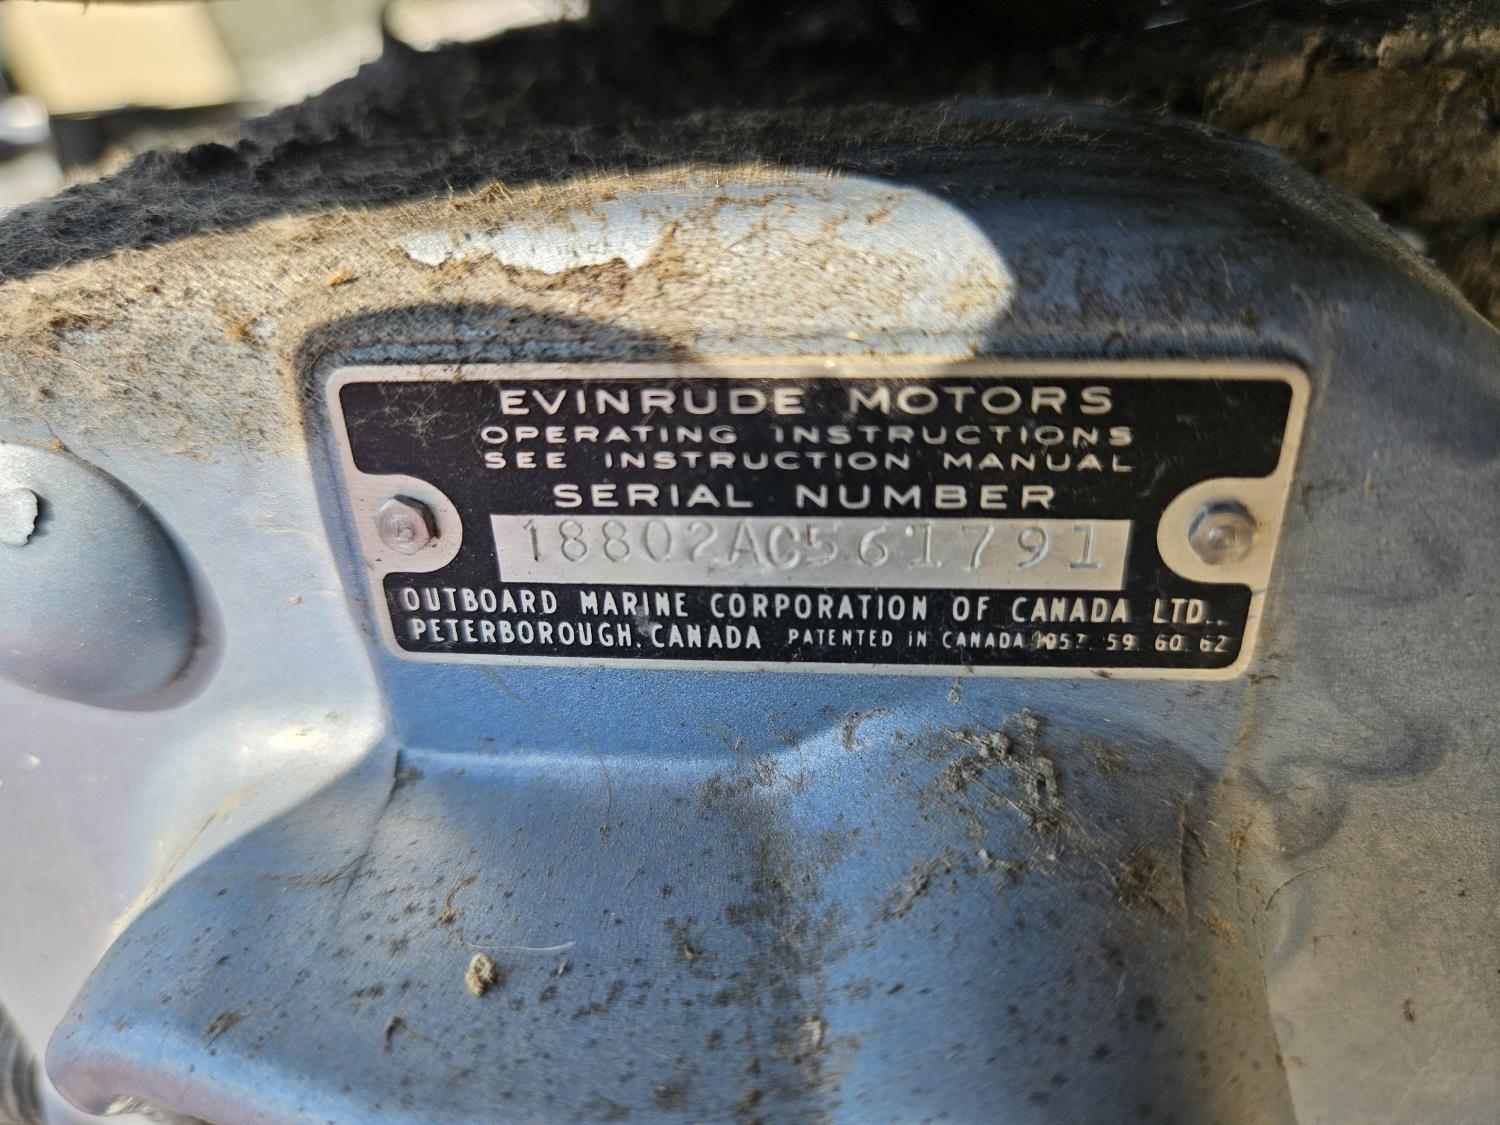 EVINRUDE MOTORS
OPERATING INSTRUCTIONS
SEE INSTRUCTION MANUAL
SERIAL NUMBER
18802AC561791
OUTBOARD MARINE CORPORATION OF CANADA LTD..
PETERBOROUGH, CANADA PATENTED IN CANADA 1957 59 60 62